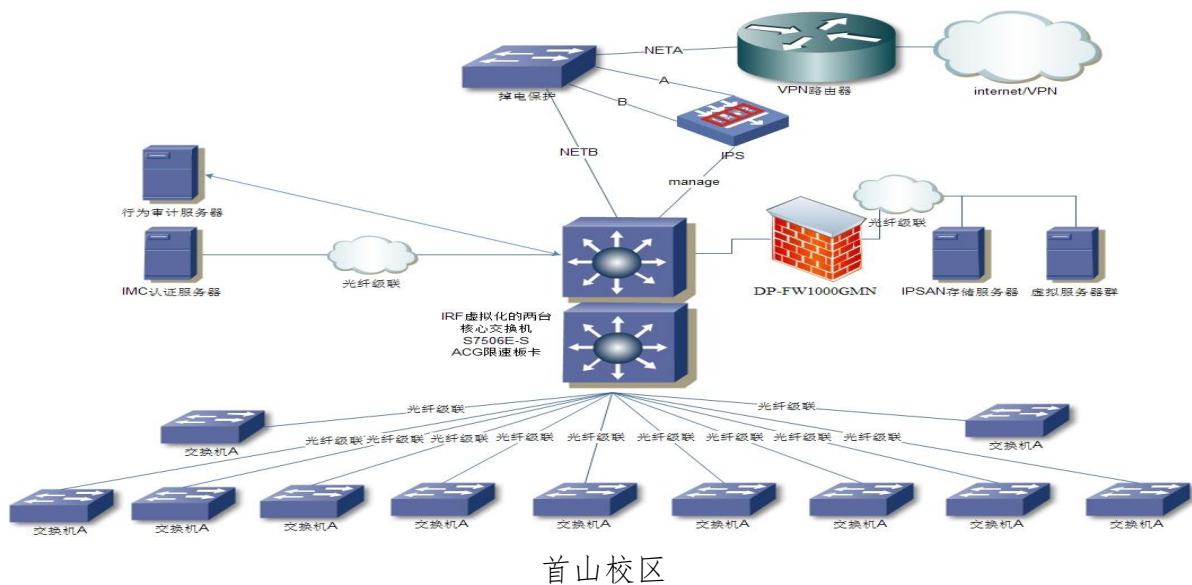 NETA
A
VPN路由器
internet/VPN
掉电保护
B
IPS
NETB
manage
行为审计服务器
光纤级联
IMC认证服务器
光纤级联
DP-FW1000GMN
IPSAN存储服务器
虚拟服务器群
IRF虚拟化的两台
核心交换机
S7506E-S
ACG限速板卡
光纤级联
光纤级联
交换机A
交换机A
光纤级联 光纤级联 光纤级联 光纤级联 光纤级联 光纤级联 光纤级联 光纤级联 光纤级联
交换机A 交换机A 交换机A 交换机A 交换机A 交换机A 交换机A 交换机A 交换机A
首山校区